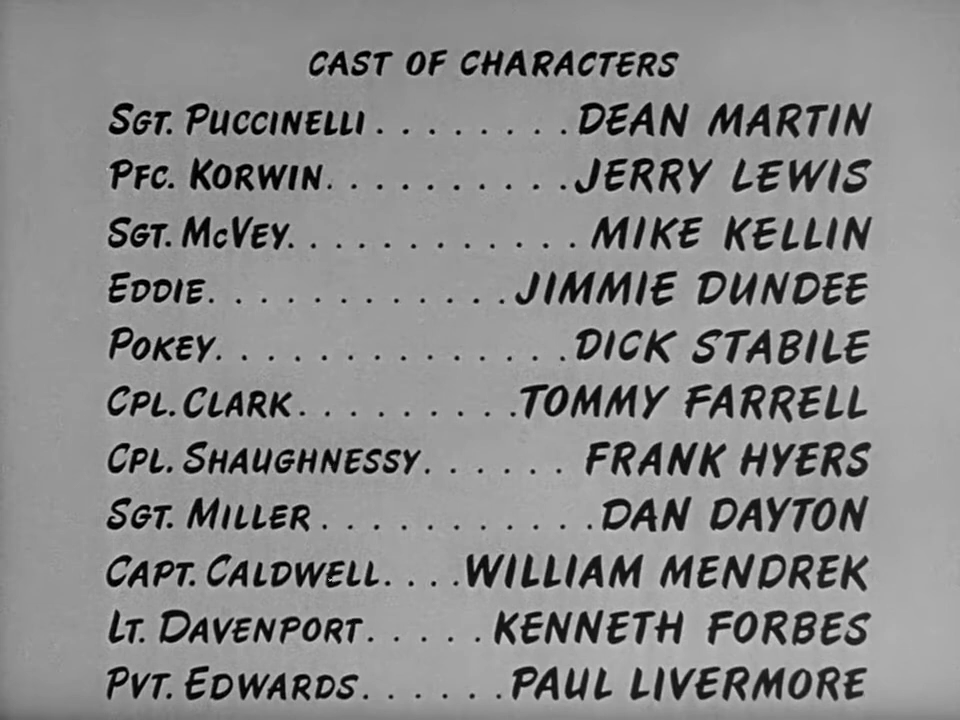 CAST OF CHARACTERS
SGT. PUCCINELLI . . . . . . . . DEAN MARTIN
PFC. KORWIN . . . . . . . . . . JERRY LEWIS
SGT. McVEY. . . . . . . . . . . . MIKE KELLIN
EDDIE. . . . . . . . . . . . JIMMIE DUNDEE
POKEY. . . . . . . . . . . . . . DICK STABILE
CPL. CLARK . . . . . . . . . TOMMY FARRELL
CPL. SHAUGHNESSY. . . . . . FRANK HYERS
SGT. MILLER . . . . . . . . . . . DAN DAYTON
CAPT. CALDWELL. . . . WILLIAM MENDREK
LT. DAVENPORT. . . . . KENNETH FORBES
PVT. EDWARDS. . . . . . PAUL LIVERMORE